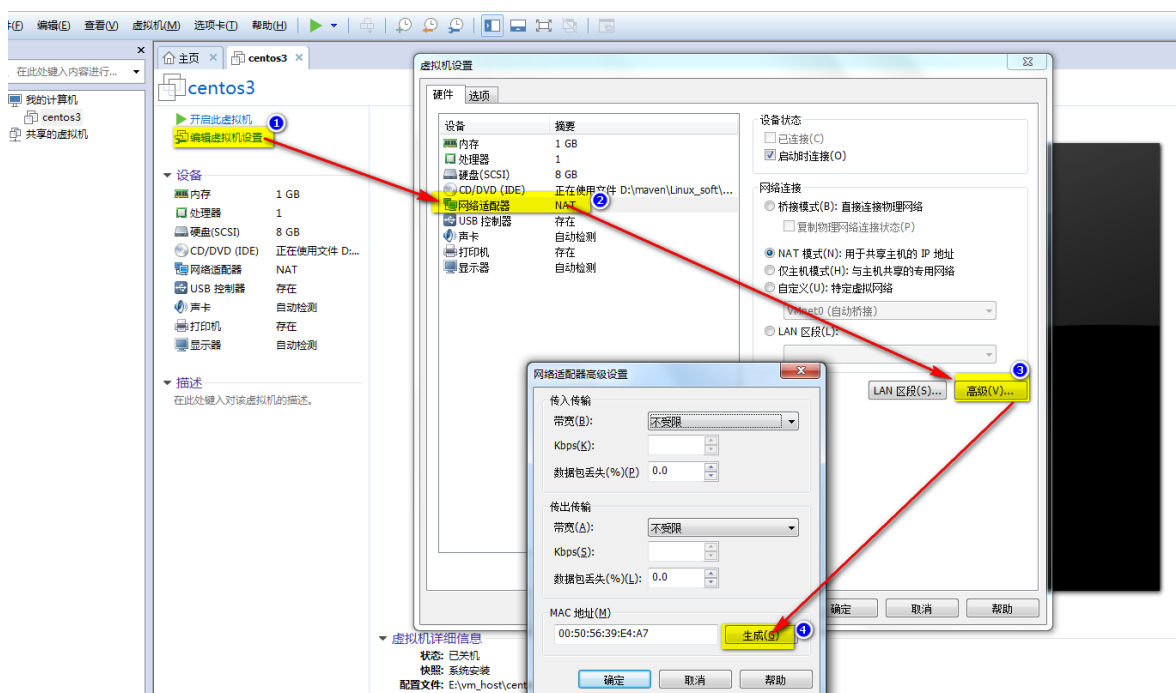 编辑(E) 查看(V) 虚拟机(M) 选项卡(T) 帮助(H)
在此处键入内容进行...
我的计算机
centos3
共享的虚拟机
主页 centos3
centos3
开启此虚拟机 1
编辑虚拟机设置
设备
内存 1 GB
处理器 1
硬盘(SCSI) 8 GB
CD/DVD (IDE) 正在使用文件 D:...
网络适配器 NAT
USB 控制器 存在
声卡 自动检测
打印机 存在
显示器 自动检测
描述
在此处键入对该虚拟机的描述。
虚拟机设置
硬件 选项
设备 摘要
内存 1 GB
处理器 1
硬盘(SCSI) 8 GB
CD/DVD (IDE) 正在使用文件 D:\maven\Linux_soft\...
网络适配器 NAT 2
USB 控制器 存在
声卡 自动检测
打印机 存在
显示器 自动检测
设备状态
已连接(C)
启动时连接(O)
网络连接
桥接模式(B): 直接连接物理网络
复制物理网络连接状态(P)
NAT 模式(N): 用于共享主机的 IP 地址
仅主机模式(H): 与主机共享的专用网络
自定义(U): 特定虚拟网络
VMnet0 (自动桥接)
LAN 区段(L):
LAN 区段(S)... 高级(V)... 3
确定 取消 帮助
网络适配器高级设置
传入传输
带宽(B): 不受限
Kbps(K):
数据包丢失(%)(P) 0.0
传出传输
带宽(A): 不受限
Kbps(S):
数据包丢失(%)(L): 0.0
MAC 地址(M)
00:50:56:39:E4:A7 生成(G) 4
确定 取消 帮助
虚拟机详细信息
状态: 已关机
快照: 系统安装
配置文件: E:\vm_host\cent